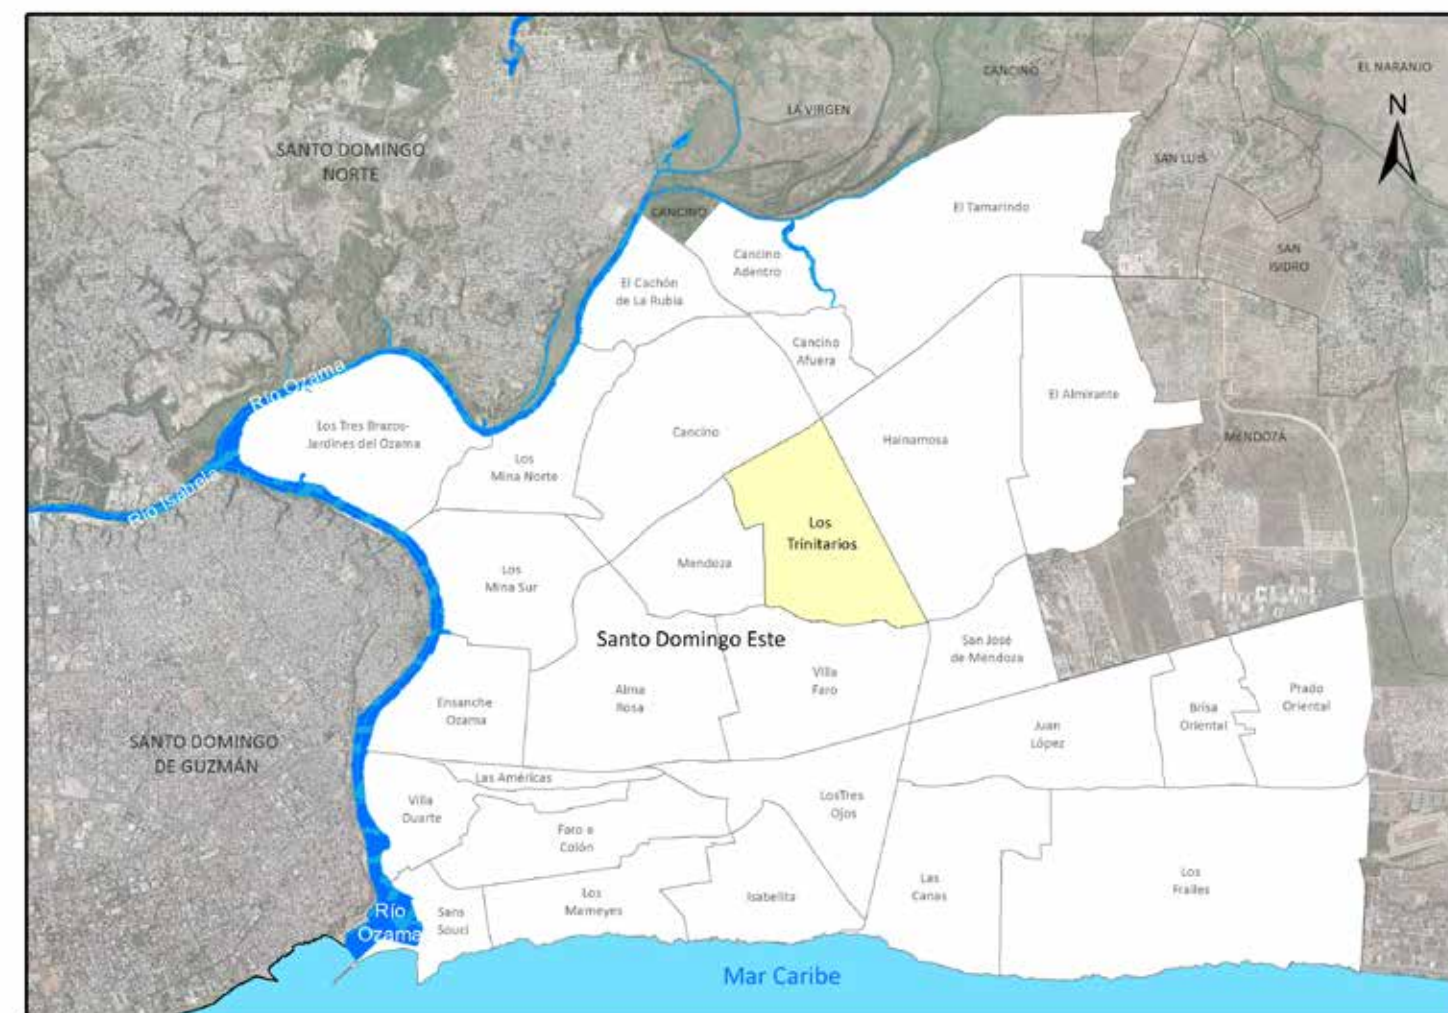 CANCINO
EL NARANJO
N
LA VIRGEN
SANTO DOMINGO
NORTE
SAN LUIS
CANCINO
El Tamarindo
SAN
ISIDRO
Cancino
Adentro
El Cachón
de La Rubia
Cancino
Afuera
Río Ozama
El Almirante
Los Tres Brazos-
Jardines del Ozama
Cancino
Hainamosa
MENDOZA
Los
Mina Norte
Río Isabela
Los
Trinitarios
Mendoza
Los
Mina Sur
Santo Domingo Este
San José
de Mendoza
Villa
Faro
Alma
Rosa
Ensanche
Ozama
Prado
Oriental
Brisa
Oriental
Juan
López
SANTO DOMINGO
DE GUZMÁN
Las Américas
Villa
Duarte
LosTres
Ojos
Faro a
Colón
Los
Frailes
Las
Canas
Los
Mameyes
Isabelita
Sans
Souci
Río
Ozama
Mar Caribe